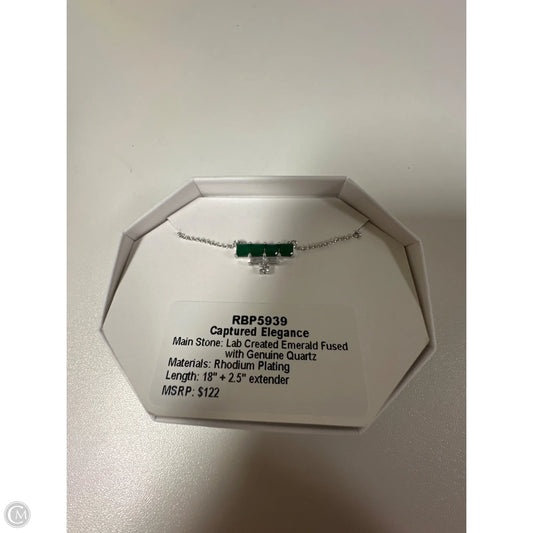 RBP5939
Captured Elegance
Main Stone: Lab Created Emerald Fused
with Genuine Quartz
Materials: Rhodium Plating
Length: 18" + 2.5" extender
MSRP: $122
CM